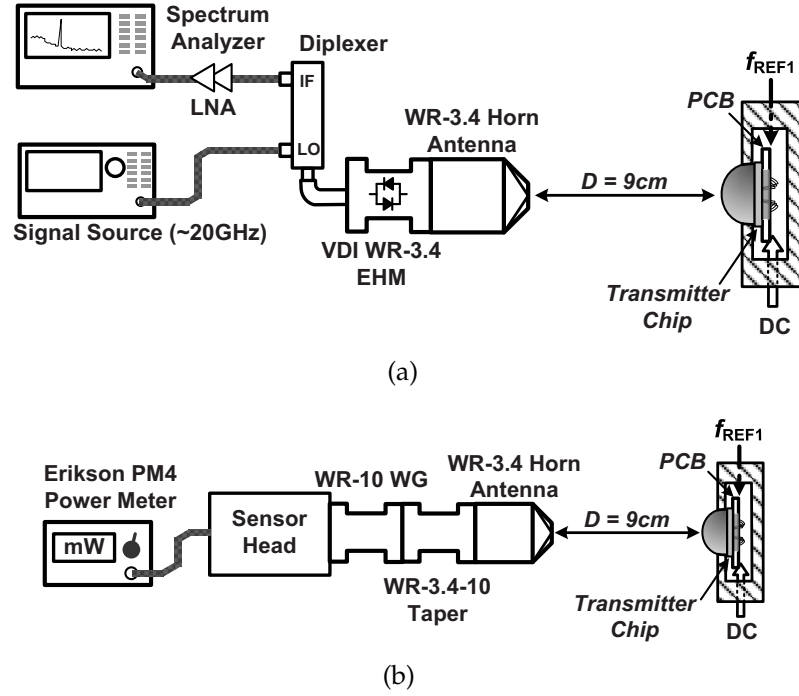 Spectrum
Analyzer
Diplexer
LNA
IF
LO
Signal Source (~20GHz)
VDI WR-3.4
EHM
WR-3.4 Horn
Antenna
D = 9cm
fREF1
PCB
Transmitter
Chip
DC
(a)
Erikson PM4
Power Meter
mW
Sensor
Head
WR-10 WG
WR-3.4-10
Taper
WR-3.4 Horn
Antenna
D = 9cm
fREF1
PCB
Transmitter
Chip
DC
(b)